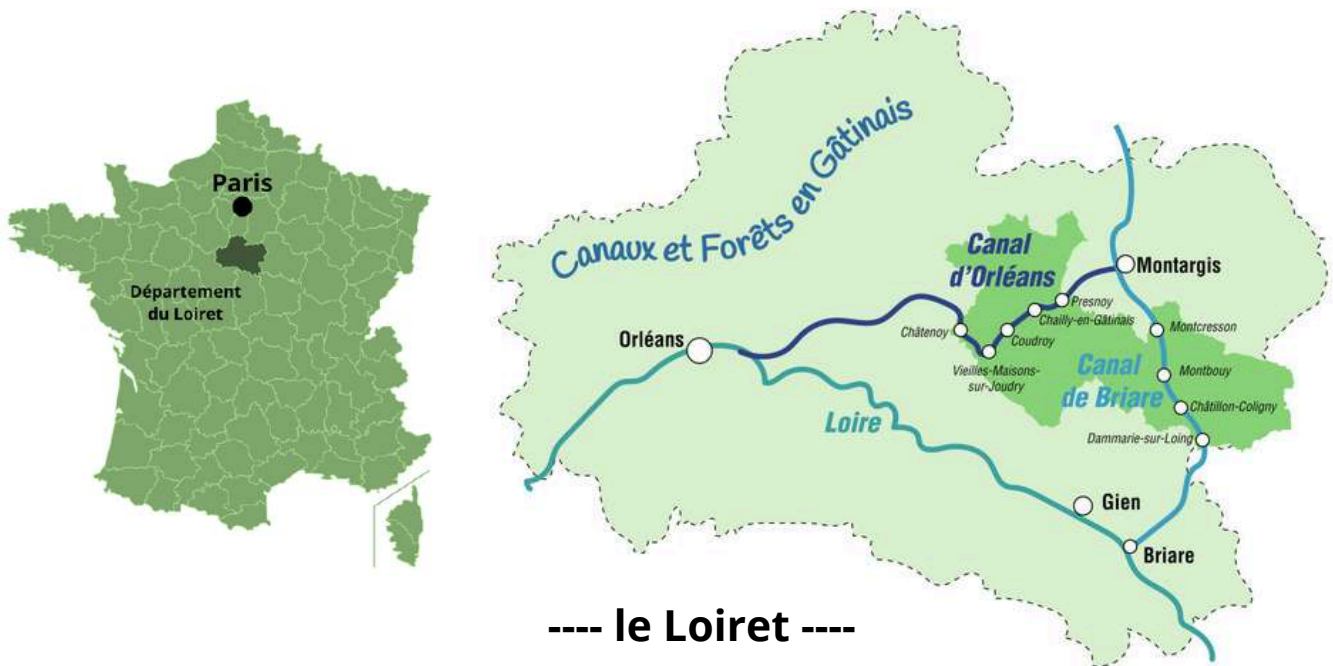 Paris
Département
du Loiret
Canaux et Forêts en Gâtinais
Canal
d'Orléans
Montargis
Presnoy
Chailly-en-Gâtinais
Châtenoy
Coudroy
Montcresson
Orléans
Vieilles-Maisons-
sur-Joudry
Canal
de Briare
Montbouy
Châtillon-Coligny
Loire
Dammarie-sur-Loing
Gien
Briare
---- le Loiret ----